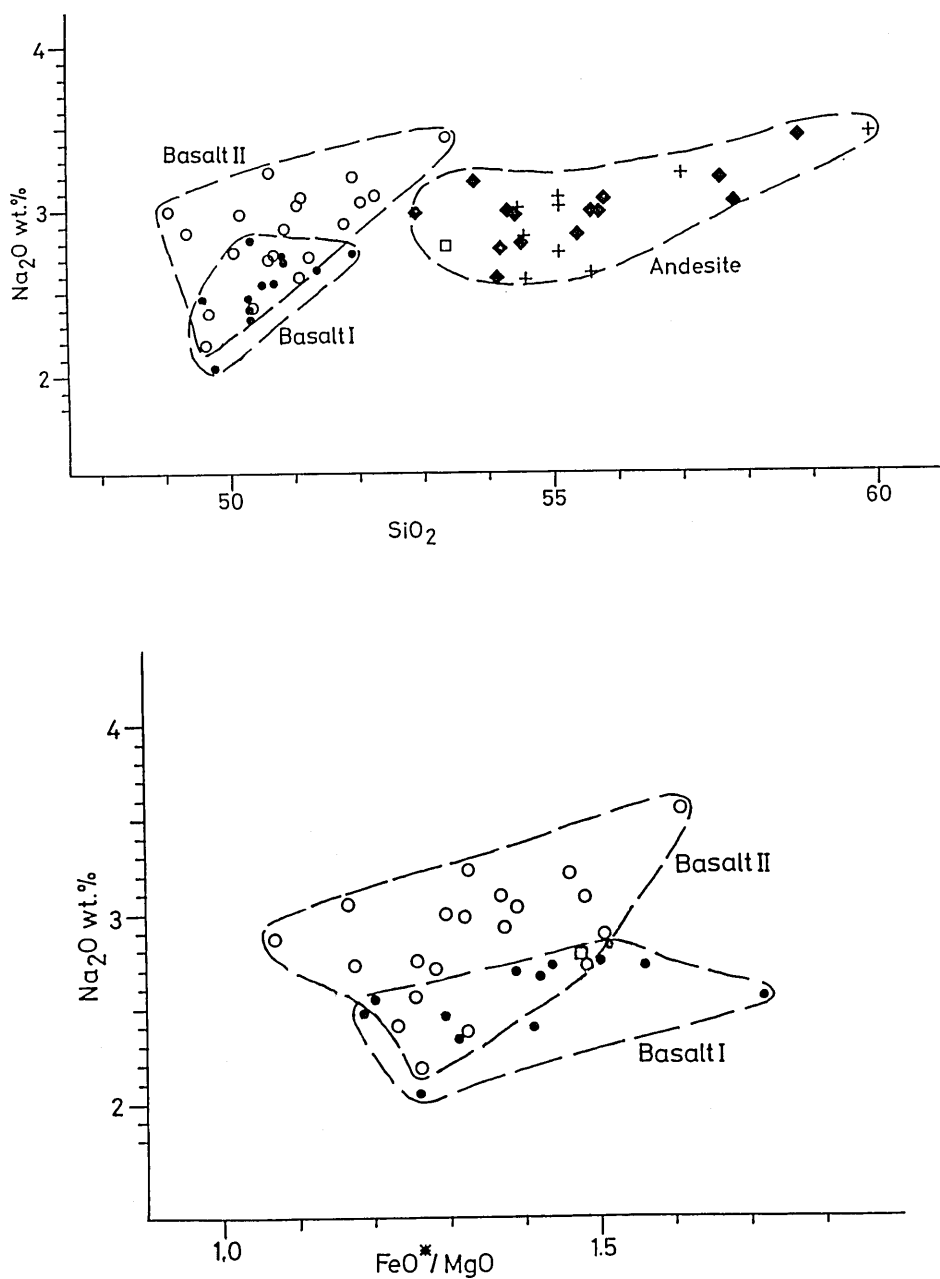 4
Basalt II
3
Na2O wt.%
Andesite
Basalt I
2
50
55
60
SiO2
4
Basalt II
3
Na2O wt.%
Basalt I
2
1.0
1.5
FeO*/MgO